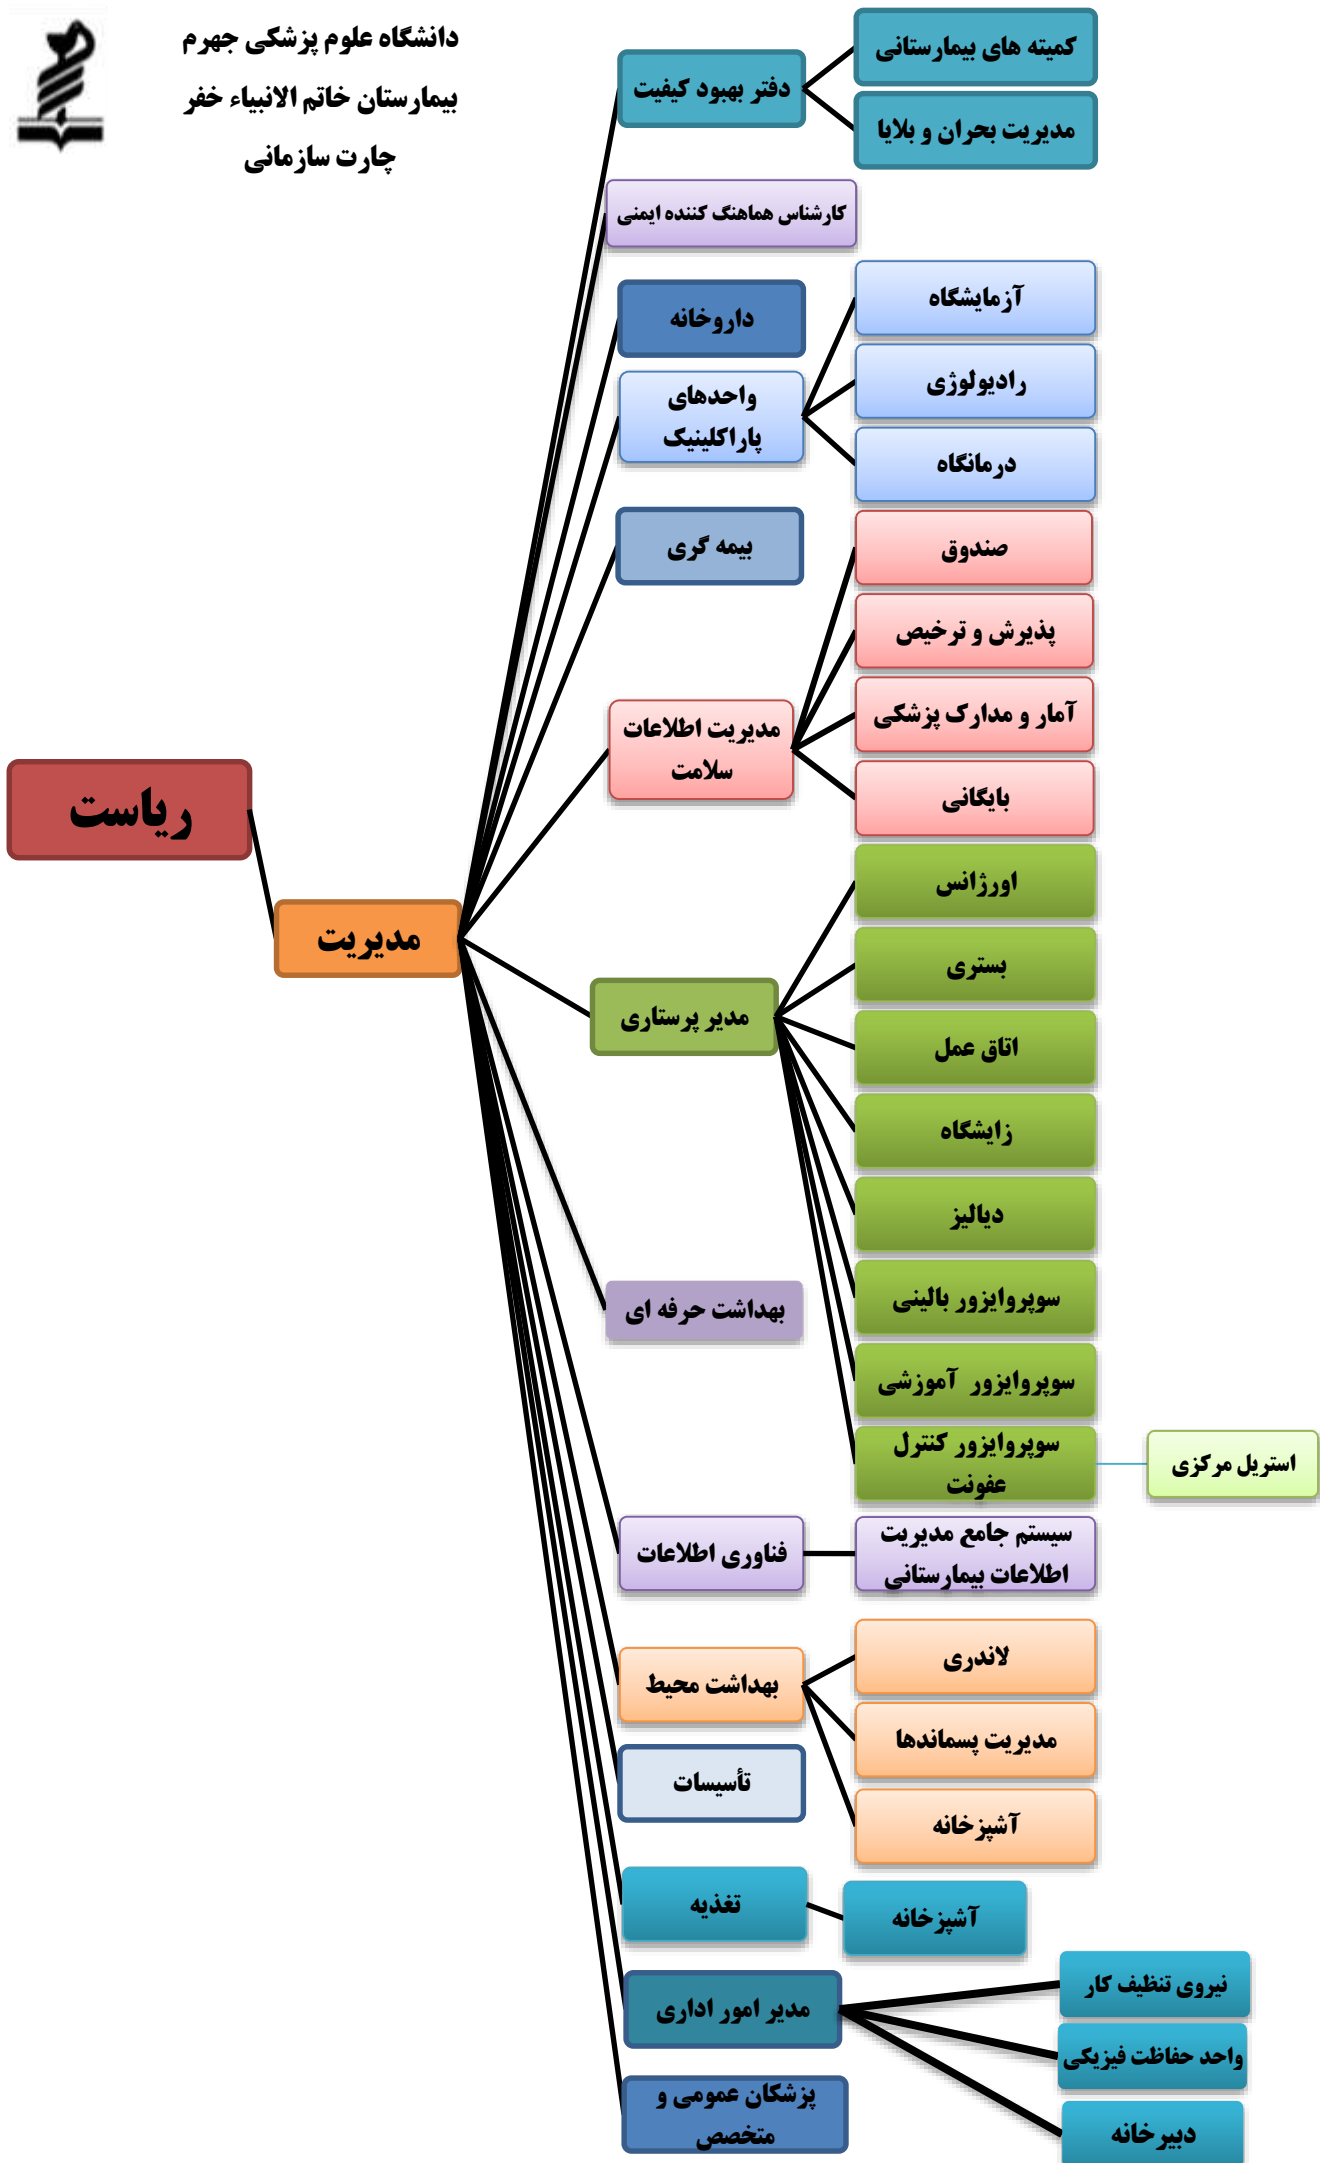 دانشگاه علوم پزشکی جهرم
بیمارستان خاتم الانبیاء خفر
چارت سازمانی
ریاست
مدیریت
دفتر بهبود کیفیت
کمیته های بیمارستانی
مدیریت بحران و بلایا
کارشناس هماهنگ کننده ایمنی
داروخانه
واحدهای
پاراکلینیک
آزمایشگاه
رادیولوژی
درمانگاه
بیمه گری
مدیریت اطلاعات
سلامت
صندوق
پذیرش و ترخیص
آمار و مدارک پزشکی
بایگانی
مدیر پرستاری
اورژانس
بستری
اتاق عمل
زایشگاه
دیالیز
سوپروایزور بالینی
سوپروایزور آموزشی
سوپروایزور کنترل
عفونت
استریل مرکزی
بهداشت حرفه ای
فناوری اطلاعات
سیستم جامع مدیریت
اطلاعات بیمارستانی
بهداشت محیط
لاندری
مدیریت پسماندها
آشپزخانه
تأسیسات
تغذیه
آشپزخانه
مدیر امور اداری
نیروی تنظیف کار
واحد حفاظت فیزیکی
دبیرخانه
پزشکان عمومی و
متخصص